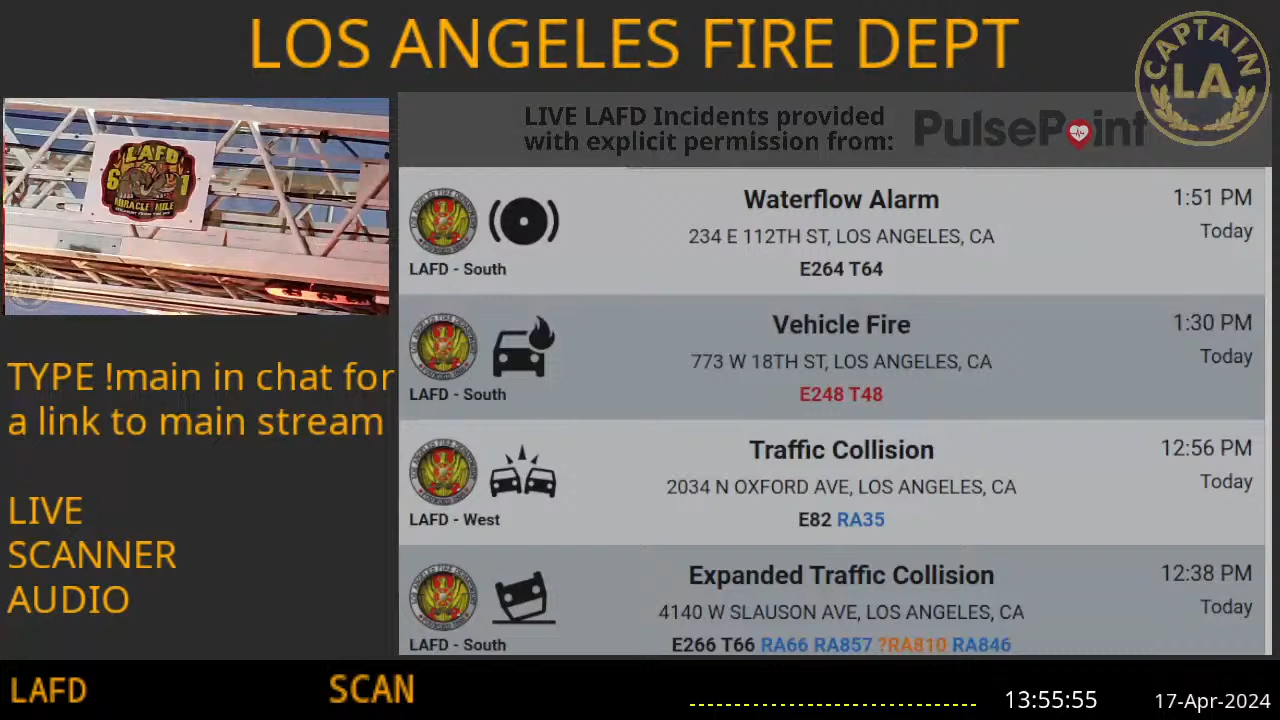 LOS ANGELES FIRE DEPT
CAPTAIN
LA
LIVE LAFD Incidents provided
with explicit permission from:
PulsePoint
LAFD
6 1
MIRACLE MILE
Waterflow Alarm
1:51 PM
234 E 112TH ST, LOS ANGELES, CA
Today
LAFD - South
E264 T64
Vehicle Fire
1:30 PM
773 W 18TH ST, LOS ANGELES, CA
Today
LAFD - South
E248 T48
Traffic Collision
12:56 PM
2034 N OXFORD AVE, LOS ANGELES, CA
Today
LAFD - West
E82 RA35
Expanded Traffic Collision
12:38 PM
4140 W SLAUSON AVE, LOS ANGELES, CA
Today
LAFD - South
E266 T66 RA66 RA857 ?RA810 RA846
TYPE !main in chat for
a link to main stream
LIVE
SCANNER
AUDIO
LAFD
SCAN
13:55:55
17-Apr-2024